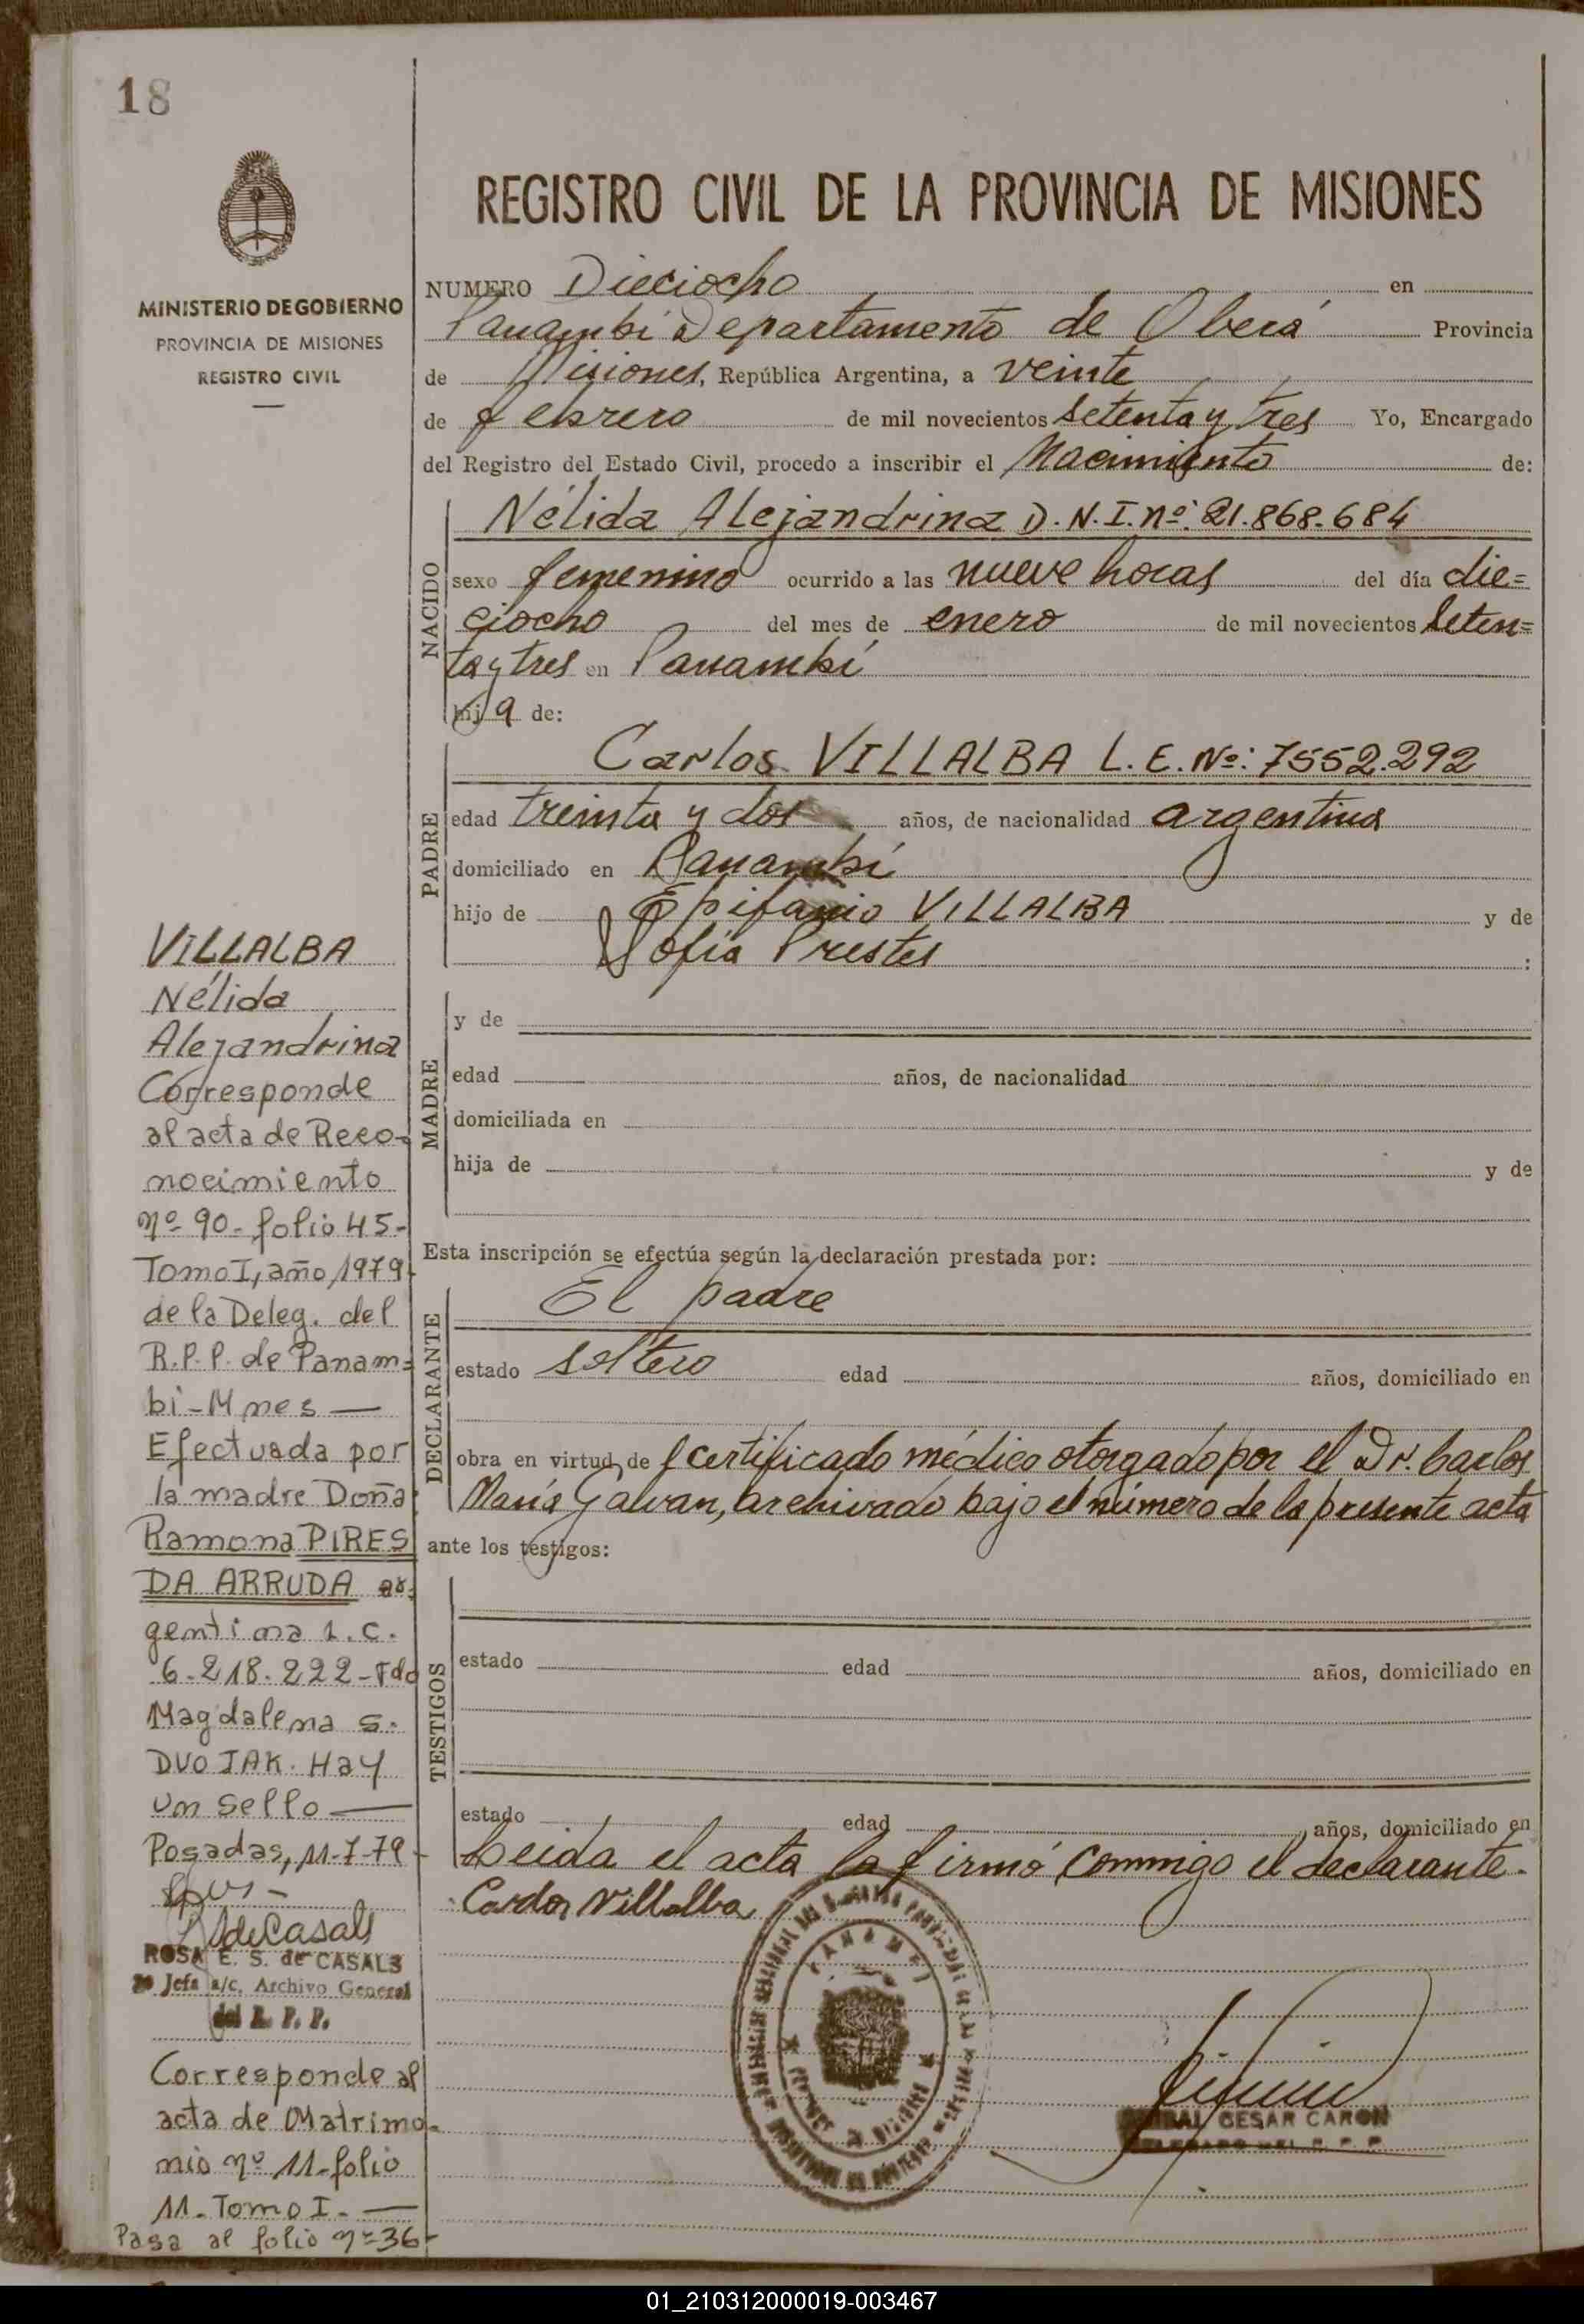 18
MINISTERIO DE GOBIERNO
PROVINCIA DE MISIONES
REGISTRO CIVIL
REGISTRO CIVIL DE LA PROVINCIA DE MISIONES
NUMERO Dieciocho en
Panambí Departamento de Oberá Provincia
de Misiones, República Argentina, a veinte
de febrero de mil novecientos setenta y tres Yo, Encargado
del Registro del Estado Civil, procedo a inscribir el Nacimiento de:
NACIDO
Nélida Alejandrina D.N.I. nº: 21.868.684
sexo femenino ocurrido a las nueve horas del día die=
ciocho del mes de enero de mil novecientos seten=
ta y tres en Panambí
hija de:
PADRE
Carlos VILLALBA L.E. Nº: 7552.292
edad treinta y dos años, de nacionalidad argentina
domiciliado en Panambí
hijo de Epifanio VILLALBA y de
Sofia Prestes :
MADRE
y de
edad años, de nacionalidad
domiciliada en
hija de y de
Esta inscripción se efectúa según la declaración prestada por:
DECLARANTE
El padre
estado soltero edad años, domiciliado en
obra en virtud de certificado médico otorgado por el Dr. Carlos
María Galvan, archivado bajo el número de la presente acta
ante los testigos:
TESTIGOS
estado edad años, domiciliado en
estado edad años, domiciliado en
Leida el acta la firmó conmigo el declarante.
Carlos Villalba
PANAMBI
CESAR CARON
VILLALBA
Nélida
Alejandrina
Corresponde
al acta de Reco-
nocimiento
nº 90- folio 45-
Tomo I, año 1979-
de la Deleg. del
R.P.P. de Panam=
bi-Mnes —
Efectuada por
la madre Doña:
Ramona PIRES
DA ARRUDA ar-
gentina L.C.
6-218.222-Fdo
Magdalena S.
DVOJAK. Hay
un sello —
Posadas, 11-7-79-
ROSA E. S. de CASALS
Jefa a/c. Archivo General
del R. P. P.
Corresponde al
acta de Matrimo-
nio nº 11-folio
11-Tomo I. —
Pasa al folio nº 36-
01_210312000019-003467